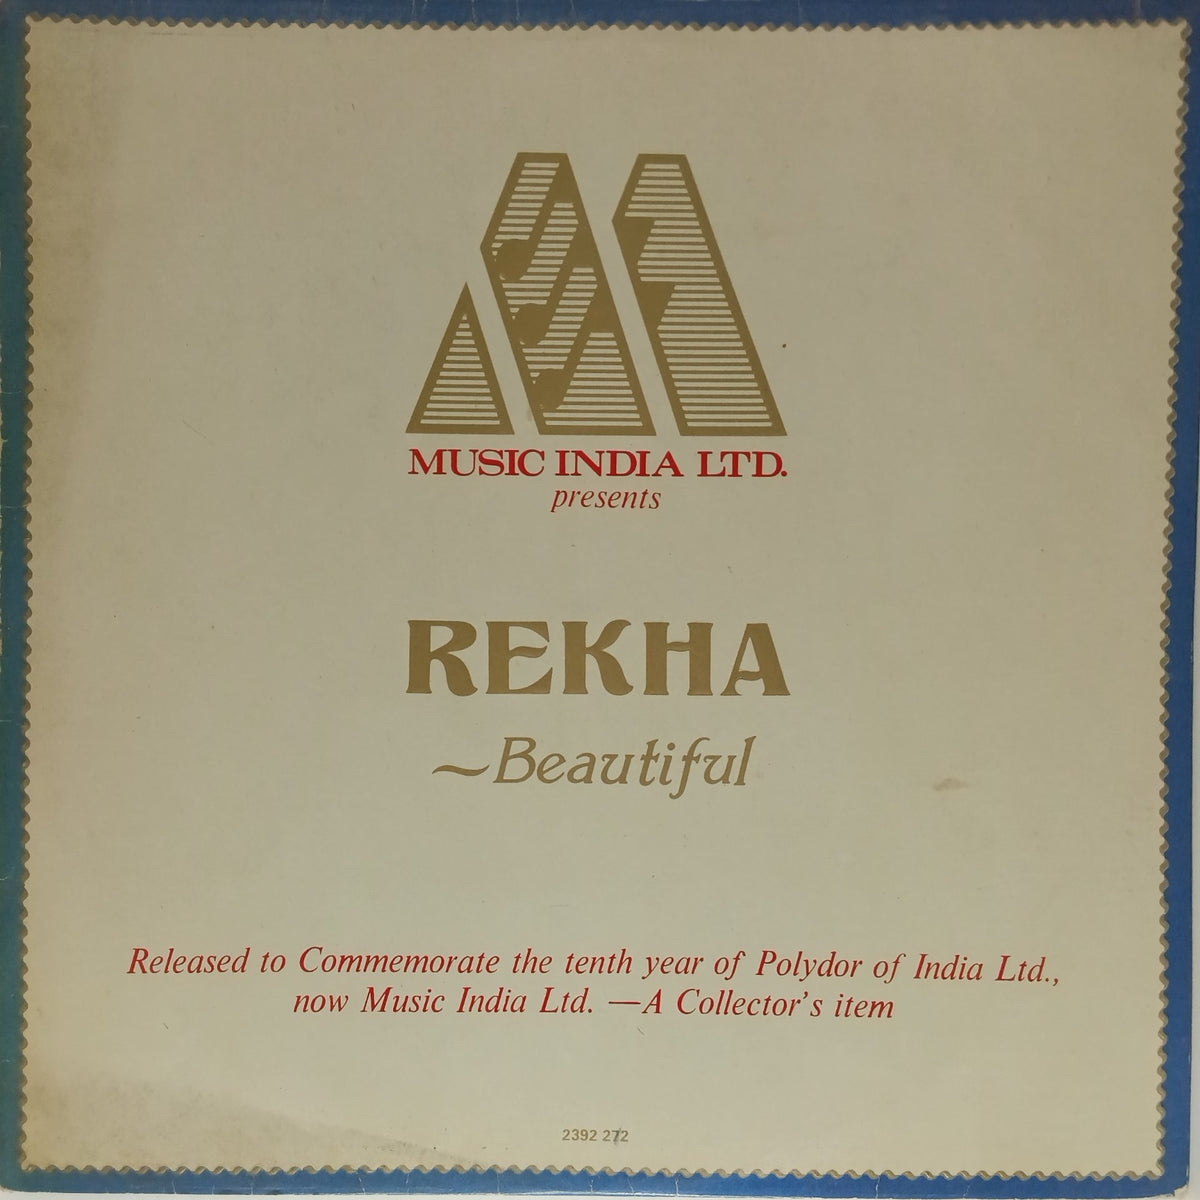 MUSIC INDIA LTD.
presents
REKHA
~Beautiful
Released to Commemorate the tenth year of Polydor of India Ltd.,
now Music India Ltd. —A Collector's item
2392 272